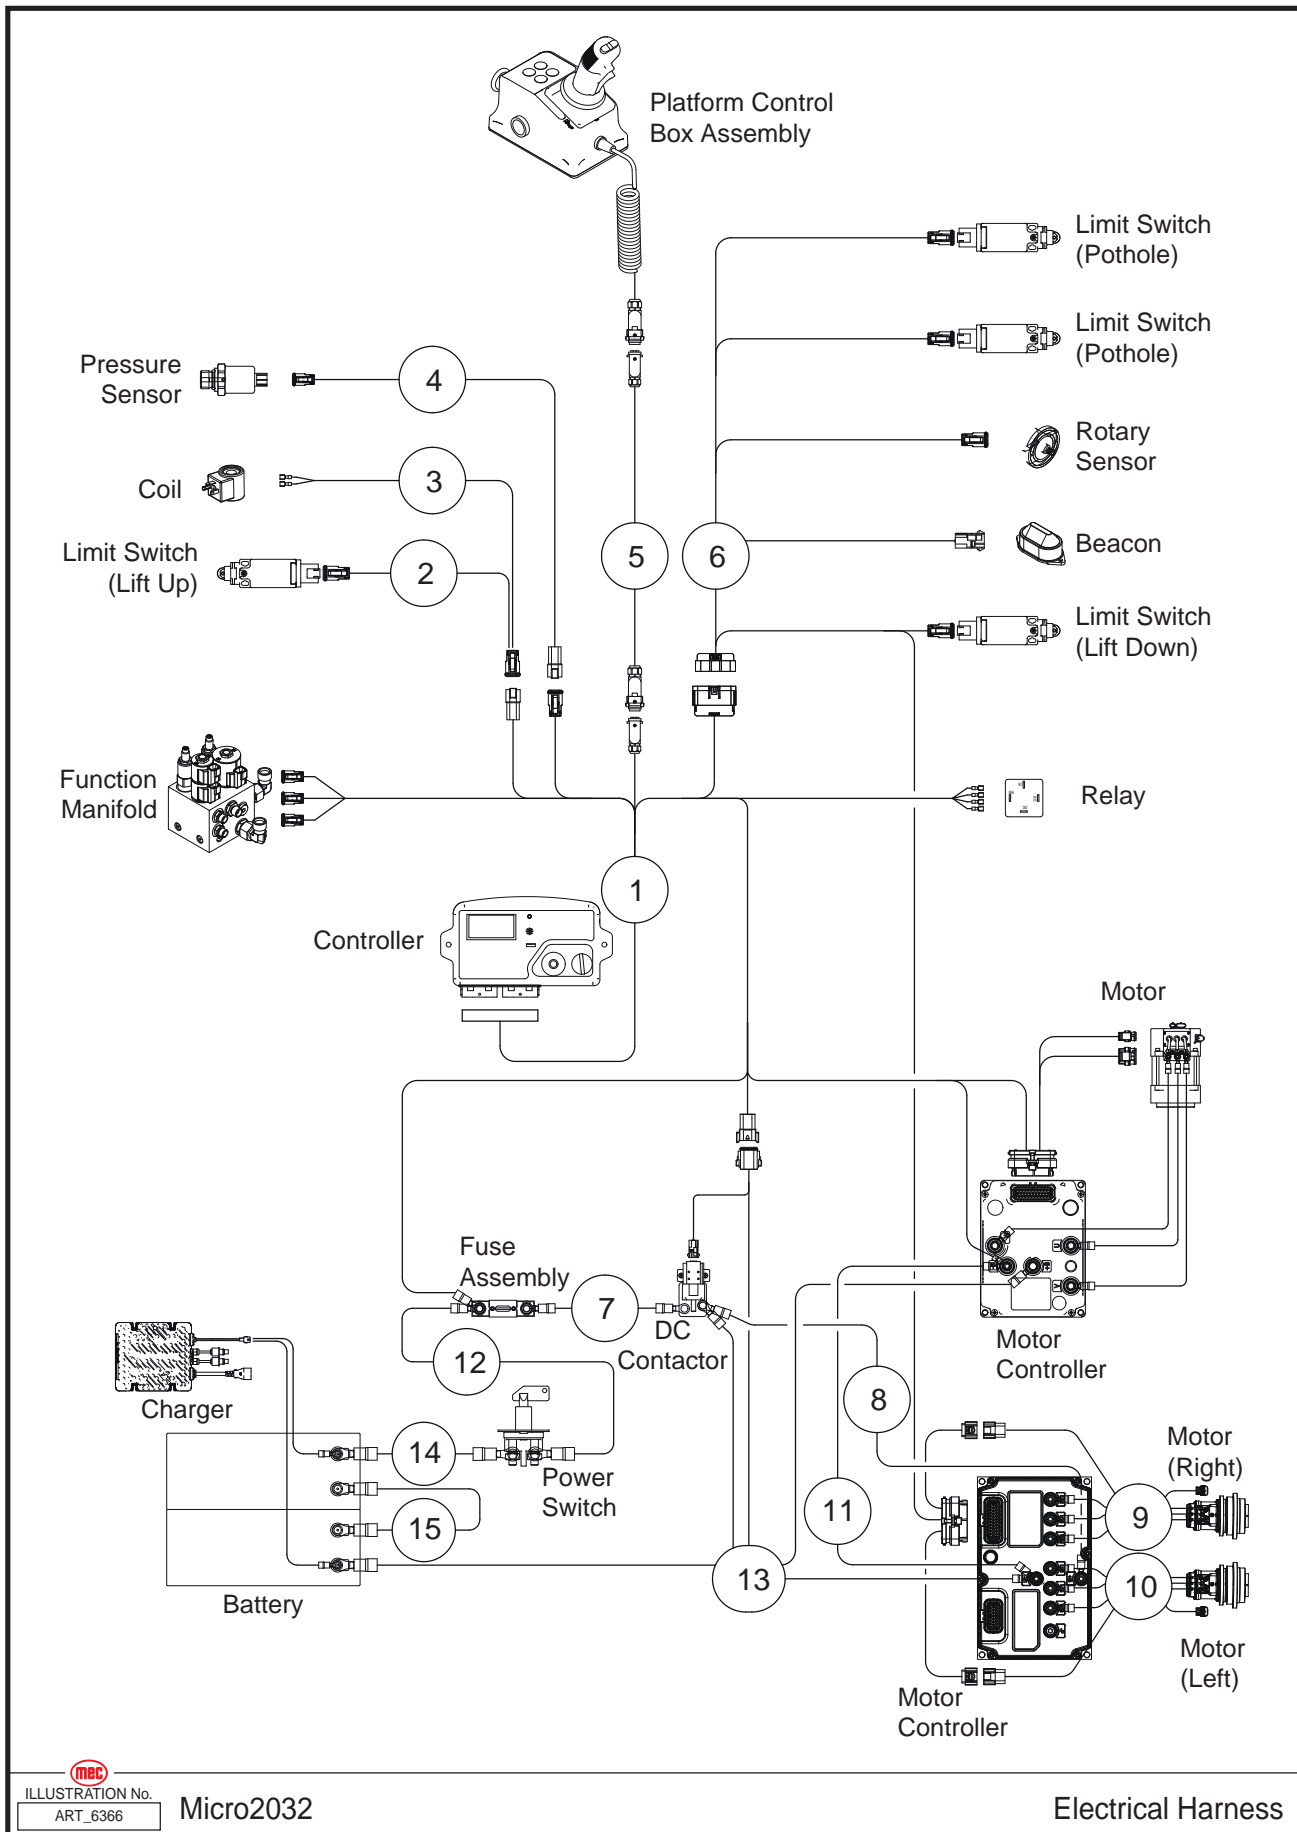 Platform Control
Box Assembly
Limit Switch
(Pothole)
Limit Switch
(Pothole)
Pressure
Sensor
4
Rotary
Sensor
Coil
3
Limit Switch
(Lift Up)
2
5
6
Beacon
Limit Switch
(Lift Down)
Function
Manifold
Relay
1
Controller
Motor
Fuse
Assembly
7
DC
Contactor
Motor
Controller
12
Charger
8
14
Power
Switch
Motor
(Right)
15
11
9
13
10
Battery
Motor
(Left)
Motor
Controller
mec
ILLUSTRATION No.
ART_6366
Micro2032
Electrical Harness